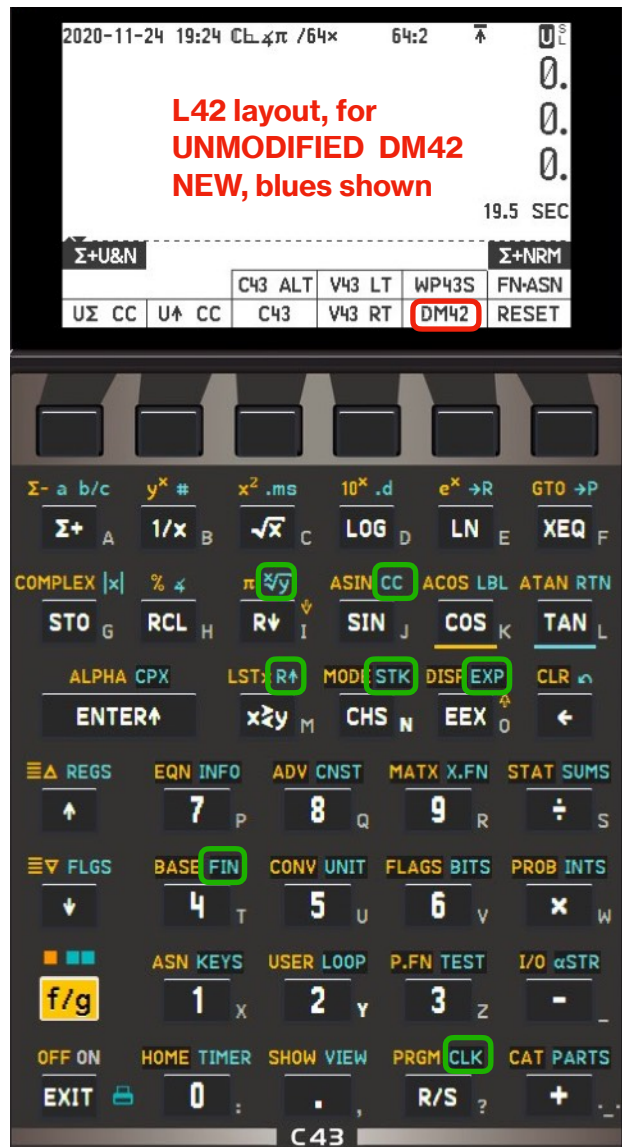 2020-11-24 19:24 ℂ∟∡π /64× 64:2 U S L
0.
L42 layout, for
0.
UNMODIFIED DM42
NEW, blues shown
0.
19.5 SEC
Σ+U&N Σ+NRM
C43 ALT V43 LT WP43S FN•ASN
UΣ CC U↑ CC C43 V43 RT DM42 RESET
Σ- a b/c yˣ # x² .ms 10ˣ .d eˣ →R GTO →P
Σ+ A 1/x B √x C LOG D LN E XEQ F
COMPLEX |x| % ∡ π ˣ√y ASIN CC ACOS LBL ATAN RTN
STO G RCL H R↓ I SIN J COS K TAN L
ALPHA CPX LSTx R↑ MODE STK DISP EXP CLR ↶
ENTER↑ x≷y M CHS N EEX O ←
≡△ REGS EQN INFO ADV CNST MATX X.FN STAT SUMS
↑ 7 P 8 Q 9 R ÷ S
≡▽ FLGS BASE FIN CONV UNIT FLAGS BITS PROB INTS
↓ 4 T 5 U 6 V × W
ASN KEYS USER LOOP P.FN TEST I/O αSTR
f/g 1 X 2 Y 3 Z - _
OFF ON HOME TIMER SHOW VIEW PRGM CLK CAT PARTS
EXIT 0 : . , R/S ? + ._.
C43